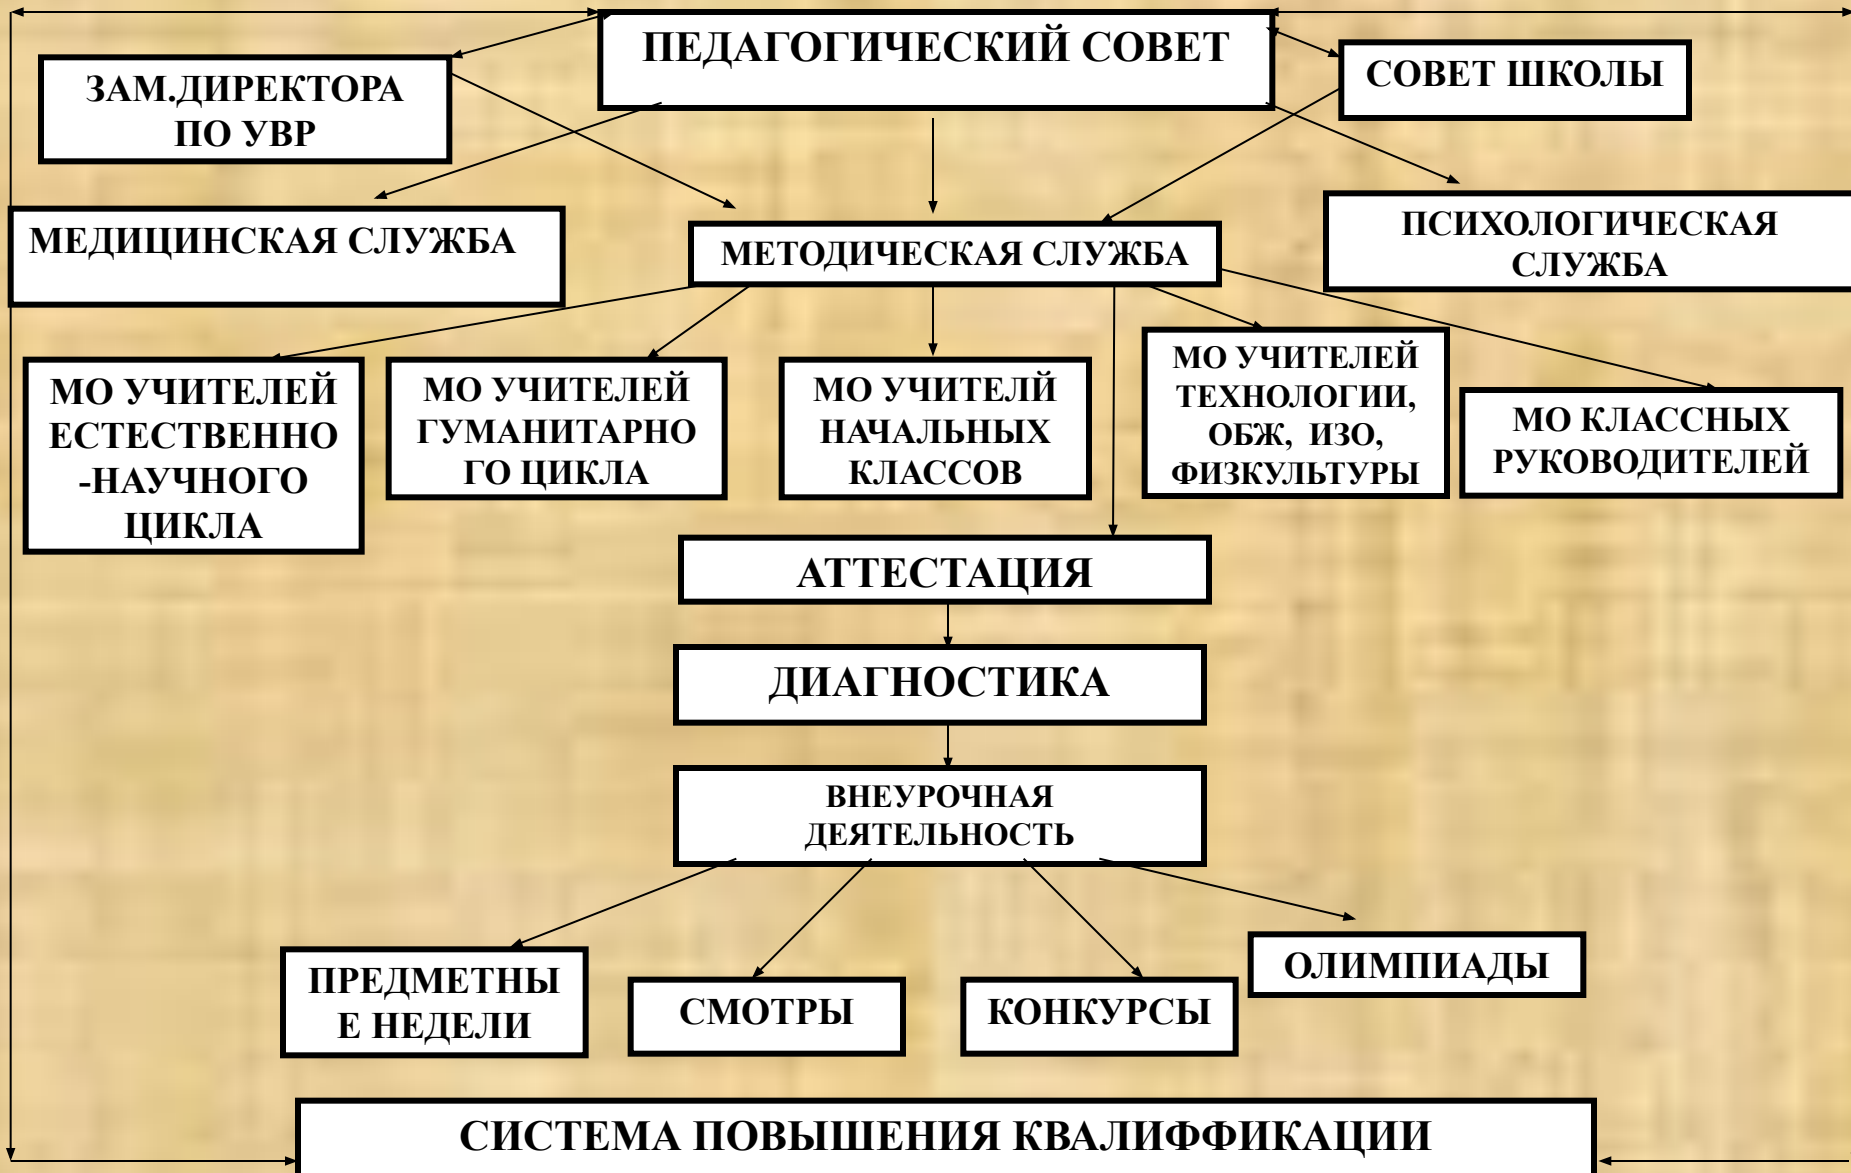 ПЕДАГОГИЧЕСКИЙ СОВЕТ
ЗАМ.ДИРЕКТОРА
ПО УВР
СОВЕТ ШКОЛЫ
МЕДИЦИНСКАЯ СЛУЖБА
МЕТОДИЧЕСКАЯ СЛУЖБА
ПСИХОЛОГИЧЕСКАЯ
СЛУЖБА
МО УЧИТЕЛЕЙ
ЕСТЕСТВЕННО
-НАУЧНОГО
ЦИКЛА
МО УЧИТЕЛЕЙ
ГУМАНИТАРНО
ГО ЦИКЛА
МО УЧИТЕЛЙ
НАЧАЛЬНЫХ
КЛАССОВ
МО УЧИТЕЛЕЙ
ТЕХНОЛОГИИ,
ОБЖ, ИЗО,
ФИЗКУЛЬТУРЫ
МО КЛАССНЫХ
РУКОВОДИТЕЛЕЙ
АТТЕСТАЦИЯ
ДИАГНОСТИКА
ВНЕУРОЧНАЯ
ДЕЯТЕЛЬНОСТЬ
ПРЕДМЕТНЫ
Е НЕДЕЛИ
СМОТРЫ
КОНКУРСЫ
ОЛИМПИАДЫ
СИСТЕМА ПОВЫШЕНИЯ КВАЛИФФИКАЦИИ